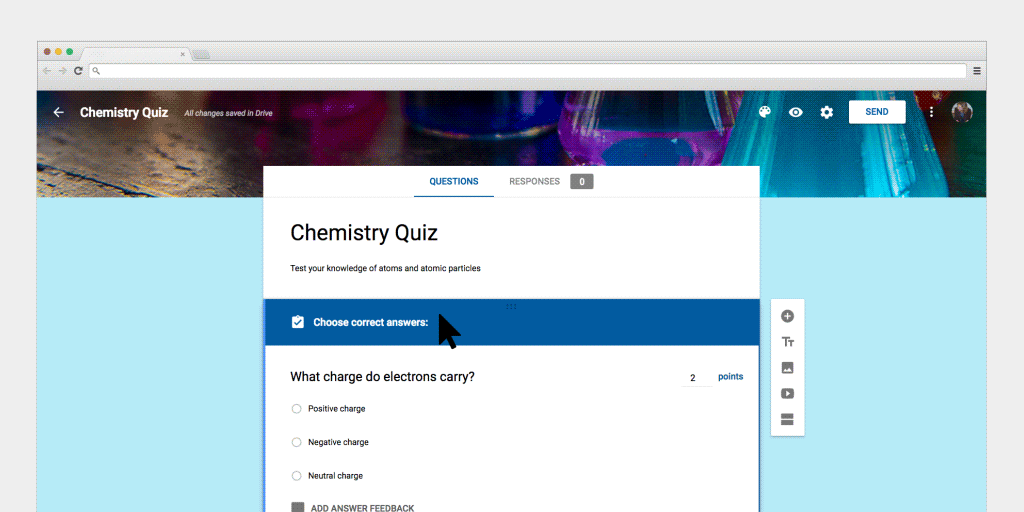 Chemistry Quiz All changes saved in Drive SEND
QUESTIONS RESPONSES 0
Chemistry Quiz
Test your knowledge of atoms and atomic particles
Choose correct answers:
What charge do electrons carry? 2 points
Positive charge
Negative charge
Neutral charge
ADD ANSWER FEEDBACK